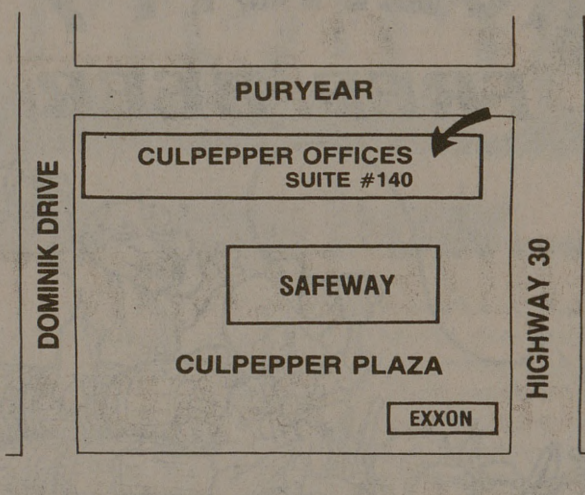 PURYEAR
CULPEPPER OFFICES
SUITE #140
DOMINIK DRIVE
SAFEWAY
HIGHWAY 30
CULPEPPER PLAZA
EXXON